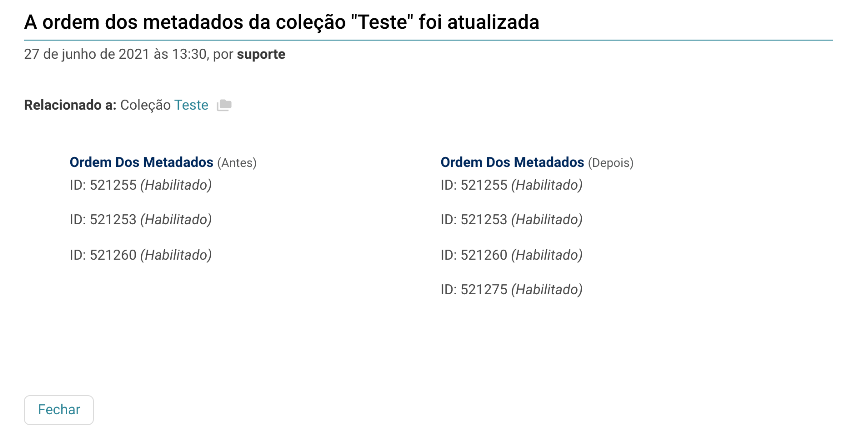 A ordem dos metadados da coleção "Teste" foi atualizada
27 de junho de 2021 às 13:30, por suporte
Relacionado a: Coleção Teste
Ordem Dos Metadados (Antes)
ID: 521255 (Habilitado)
ID: 521253 (Habilitado)
ID: 521260 (Habilitado)
Ordem Dos Metadados (Depois)
ID: 521255 (Habilitado)
ID: 521253 (Habilitado)
ID: 521260 (Habilitado)
ID: 521275 (Habilitado)
Fechar